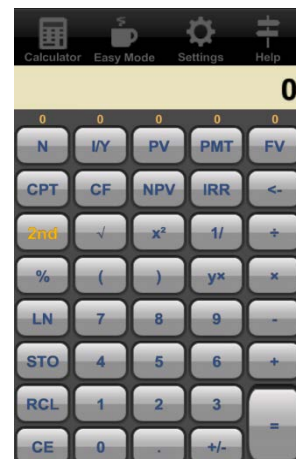 Calculator Easy Mode Settings Help
0
0 0 0 0 0
N I/Y PV PMT FV
CPT CF NPV IRR <-
2nd √ x² 1/ ÷
% ( ) y× ×
LN 7 8 9 -
STO 4 5 6 +
RCL 1 2 3
=
CE 0 . +/-